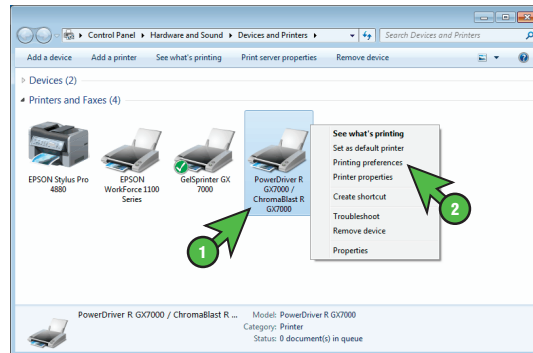 Control Panel ▸ Hardware and Sound ▸ Devices and Printers ▸
Search Devices and Printers
Add a device Add a printer See what's printing Print server properties Remove device
Devices (2)
Printers and Faxes (4)
EPSON Stylus Pro
4880
EPSON
WorkForce 1100
Series
GelSprinter GX
7000
PowerDriver R
GX7000 /
ChromaBlast R
GX7000
See what's printing
Set as default printer
Printing preferences
Printer properties
Create shortcut
Troubleshoot
Remove device
Properties
1
2
PowerDriver R GX7000 / ChromaBlast R ...
Model: PowerDriver R GX7000
Category: Printer
Status: 0 document(s) in queue